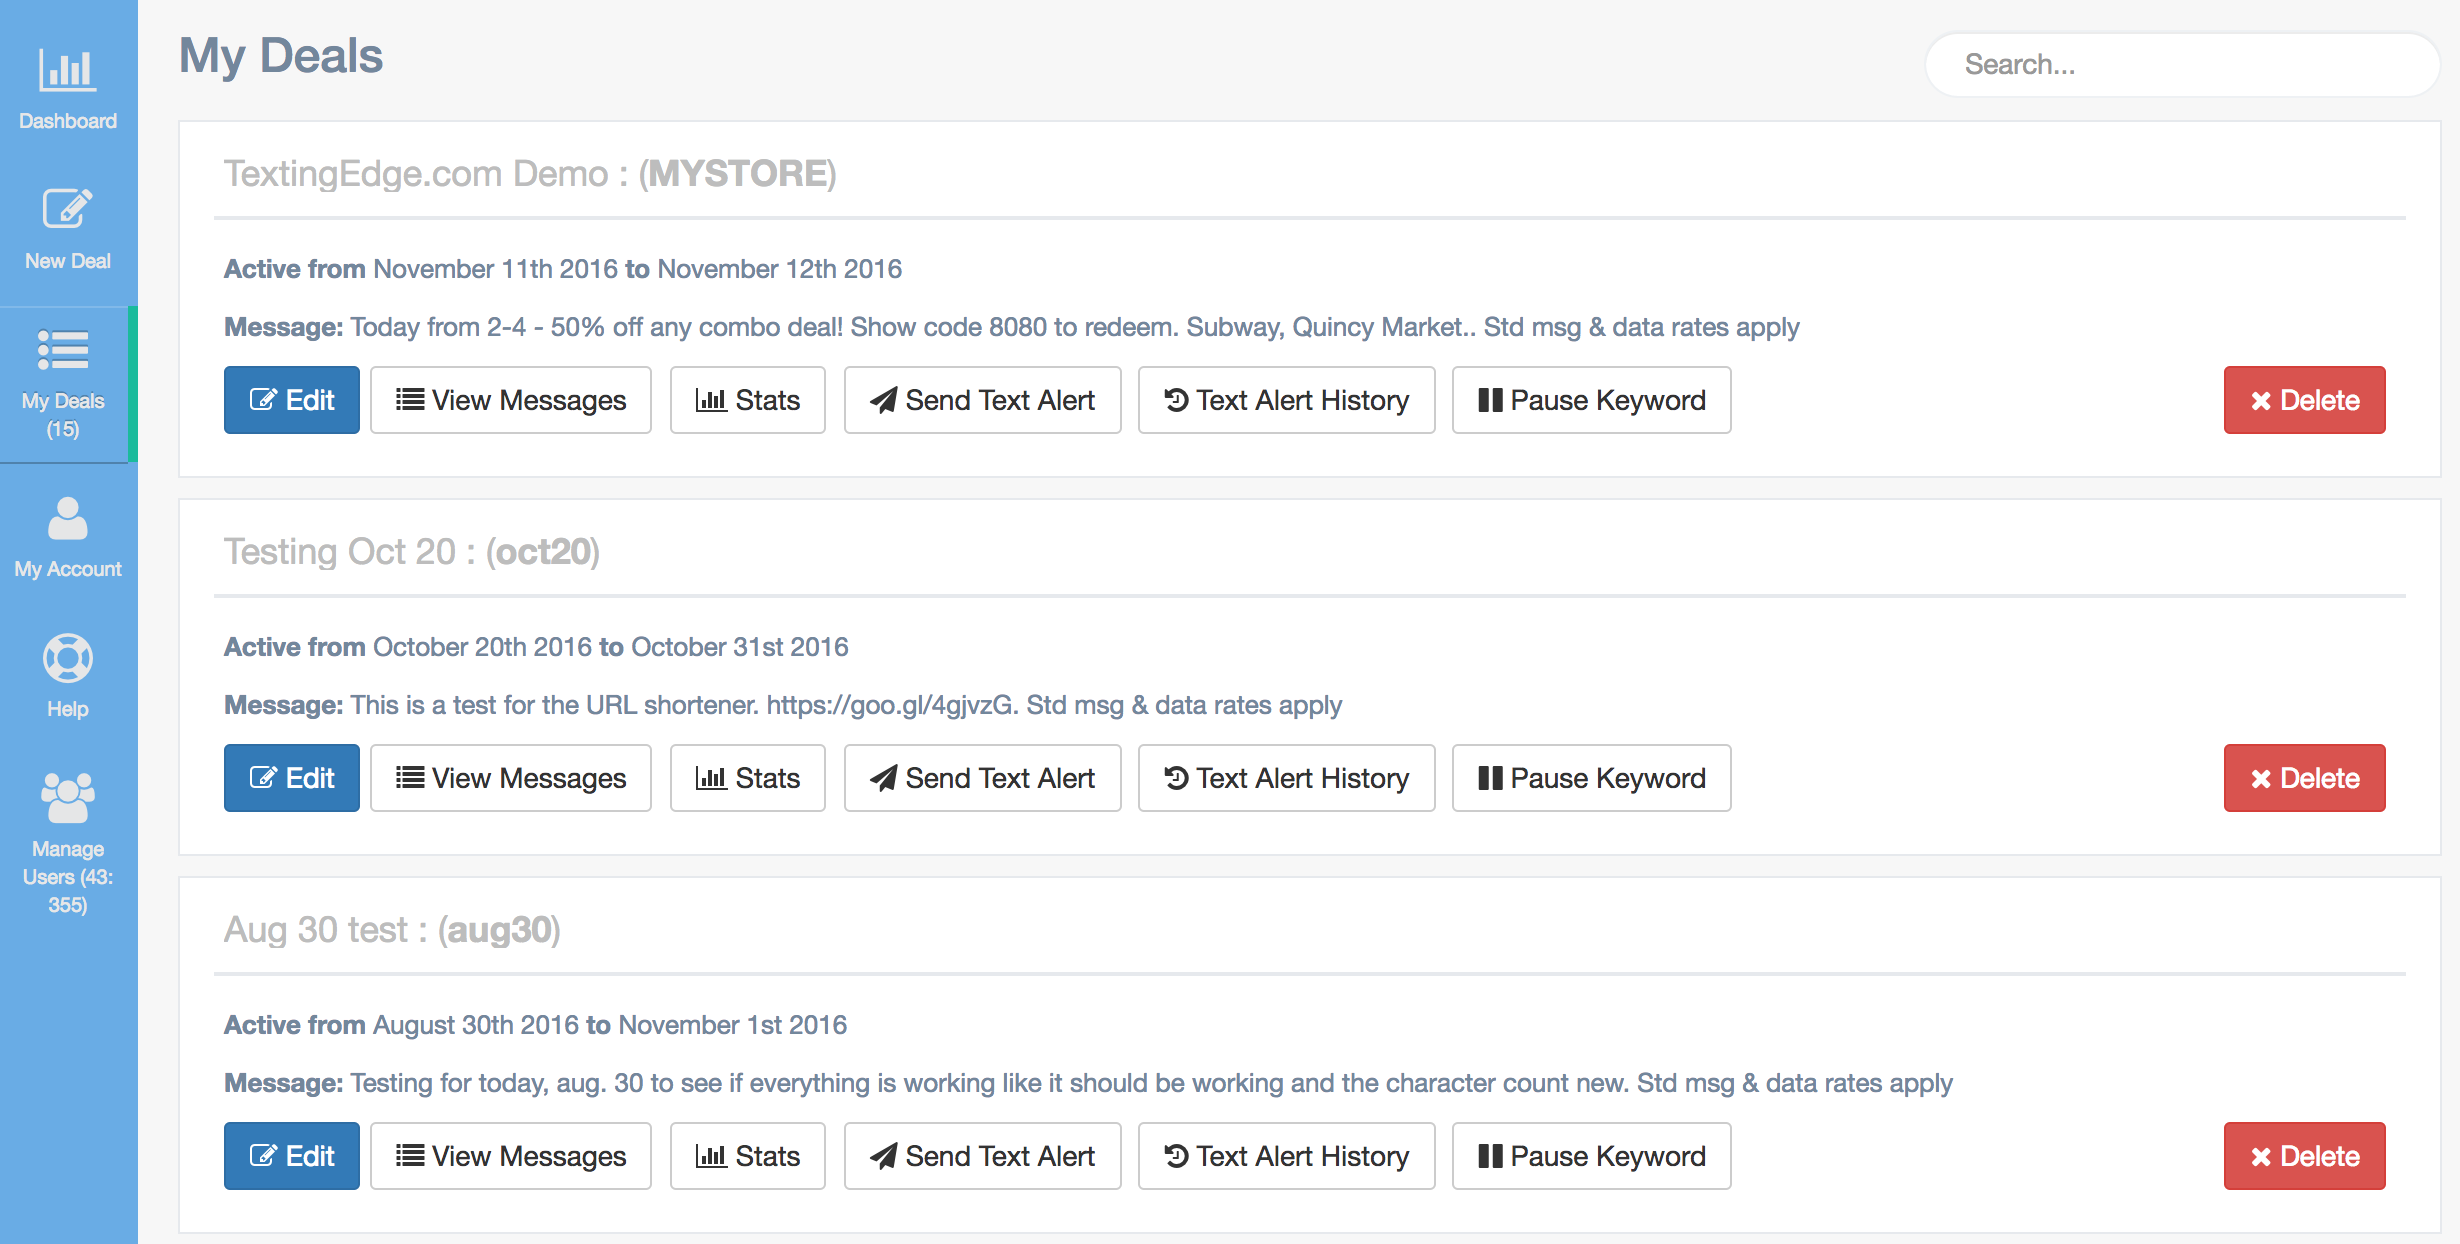 Dashboard
New Deal
My Deals
(15)
My Account
Help
Manage
Users (43:
355)
My Deals
Search...
TextingEdge.com Demo : (MYSTORE)
Active from November 11th 2016 to November 12th 2016
Message: Today from 2-4 - 50% off any combo deal! Show code 8080 to redeem. Subway, Quincy Market.. Std msg & data rates apply
Edit View Messages Stats Send Text Alert Text Alert History Pause Keyword Delete
Testing Oct 20 : (oct20)
Active from October 20th 2016 to October 31st 2016
Message: This is a test for the URL shortener. https://goo.gl/4gjvzG. Std msg & data rates apply
Edit View Messages Stats Send Text Alert Text Alert History Pause Keyword Delete
Aug 30 test : (aug30)
Active from August 30th 2016 to November 1st 2016
Message: Testing for today, aug. 30 to see if everything is working like it should be working and the character count new. Std msg & data rates apply
Edit View Messages Stats Send Text Alert Text Alert History Pause Keyword Delete